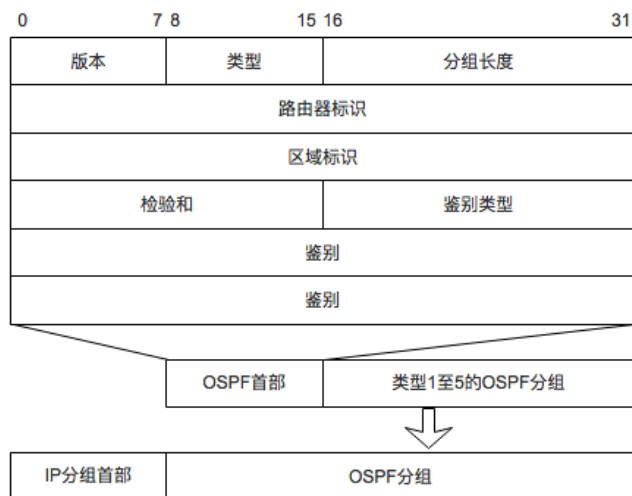 0 7 8 15 16 31
版本 类型 分组长度
路由器标识
区域标识
检验和 鉴别类型
鉴别
鉴别
OSPF首部 类型1至5的OSPF分组
IP分组首部 OSPF分组